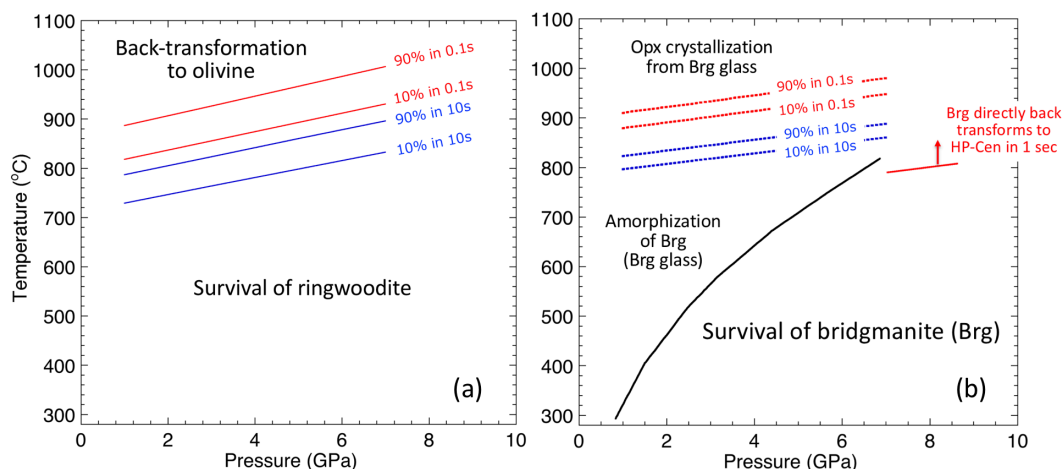 1100
1000
900
800
700
600
500
400
300
0
2
4
6
8
10
Temperature (°C)
Pressure (GPa)
Back-transformation
to olivine
90% in 0.1s
10% in 0.1s
90% in 10s
10% in 10s
Survival of ringwoodite
(a)
1100
1000
900
800
700
600
500
400
300
0
2
4
6
8
10
Pressure (GPa)
Opx crystallization
from Brg glass
90% in 0.1s
10% in 0.1s
90% in 10s
10% in 10s
Brg directly back
transforms to
HP-Cen in 1 sec
Amorphization
of Brg
(Brg glass)
Survival of bridgmanite (Brg)
(b)